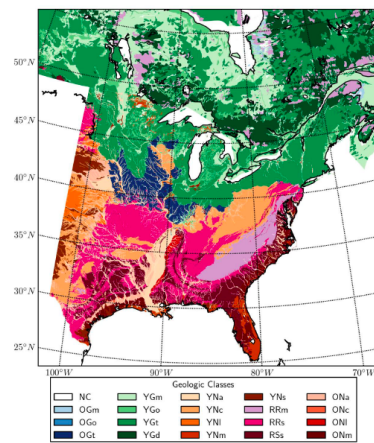 50° N
45° N
40° N
35° N
30° N
25° N
100° W
90° W
80° W
70° W
Geologic Classes
NC YGm YNa YNs ONa
OGm YGo YNc RRm ONc
OGo YGt YNl RRs ONl
OGt YGd YNm RSs ONm